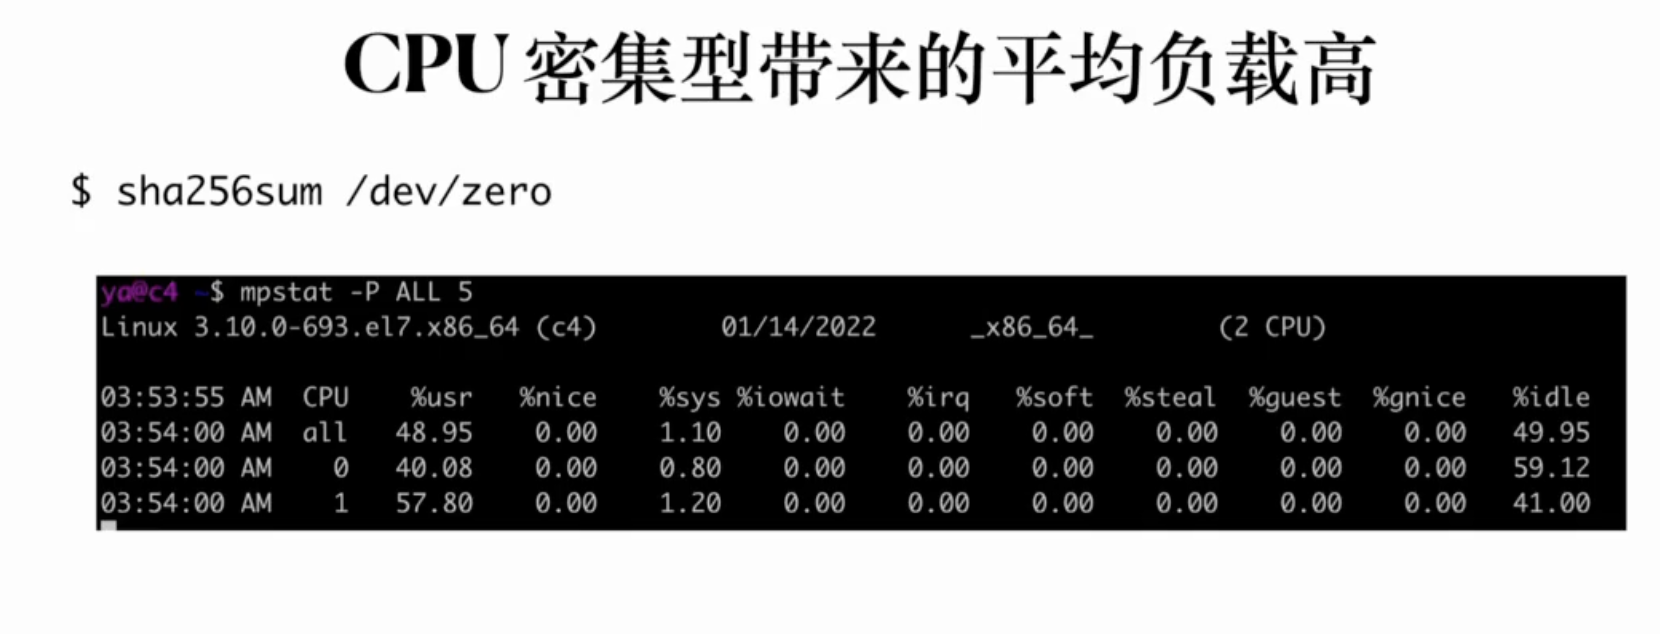 CPU 密集型带来的平均负载高
$ sha256sum /dev/zero
ya@c4 ~$ mpstat -P ALL 5
Linux 3.10.0-693.el7.x86_64 (c4) 01/14/2022 _x86_64_ (2 CPU)
03:53:55 AM CPU %usr %nice %sys %iowait %irq %soft %steal %guest %gnice %idle
03:54:00 AM all 48.95 0.00 1.10 0.00 0.00 0.00 0.00 0.00 0.00 49.95
03:54:00 AM 0 40.08 0.00 0.80 0.00 0.00 0.00 0.00 0.00 0.00 59.12
03:54:00 AM 1 57.80 0.00 1.20 0.00 0.00 0.00 0.00 0.00 0.00 41.00